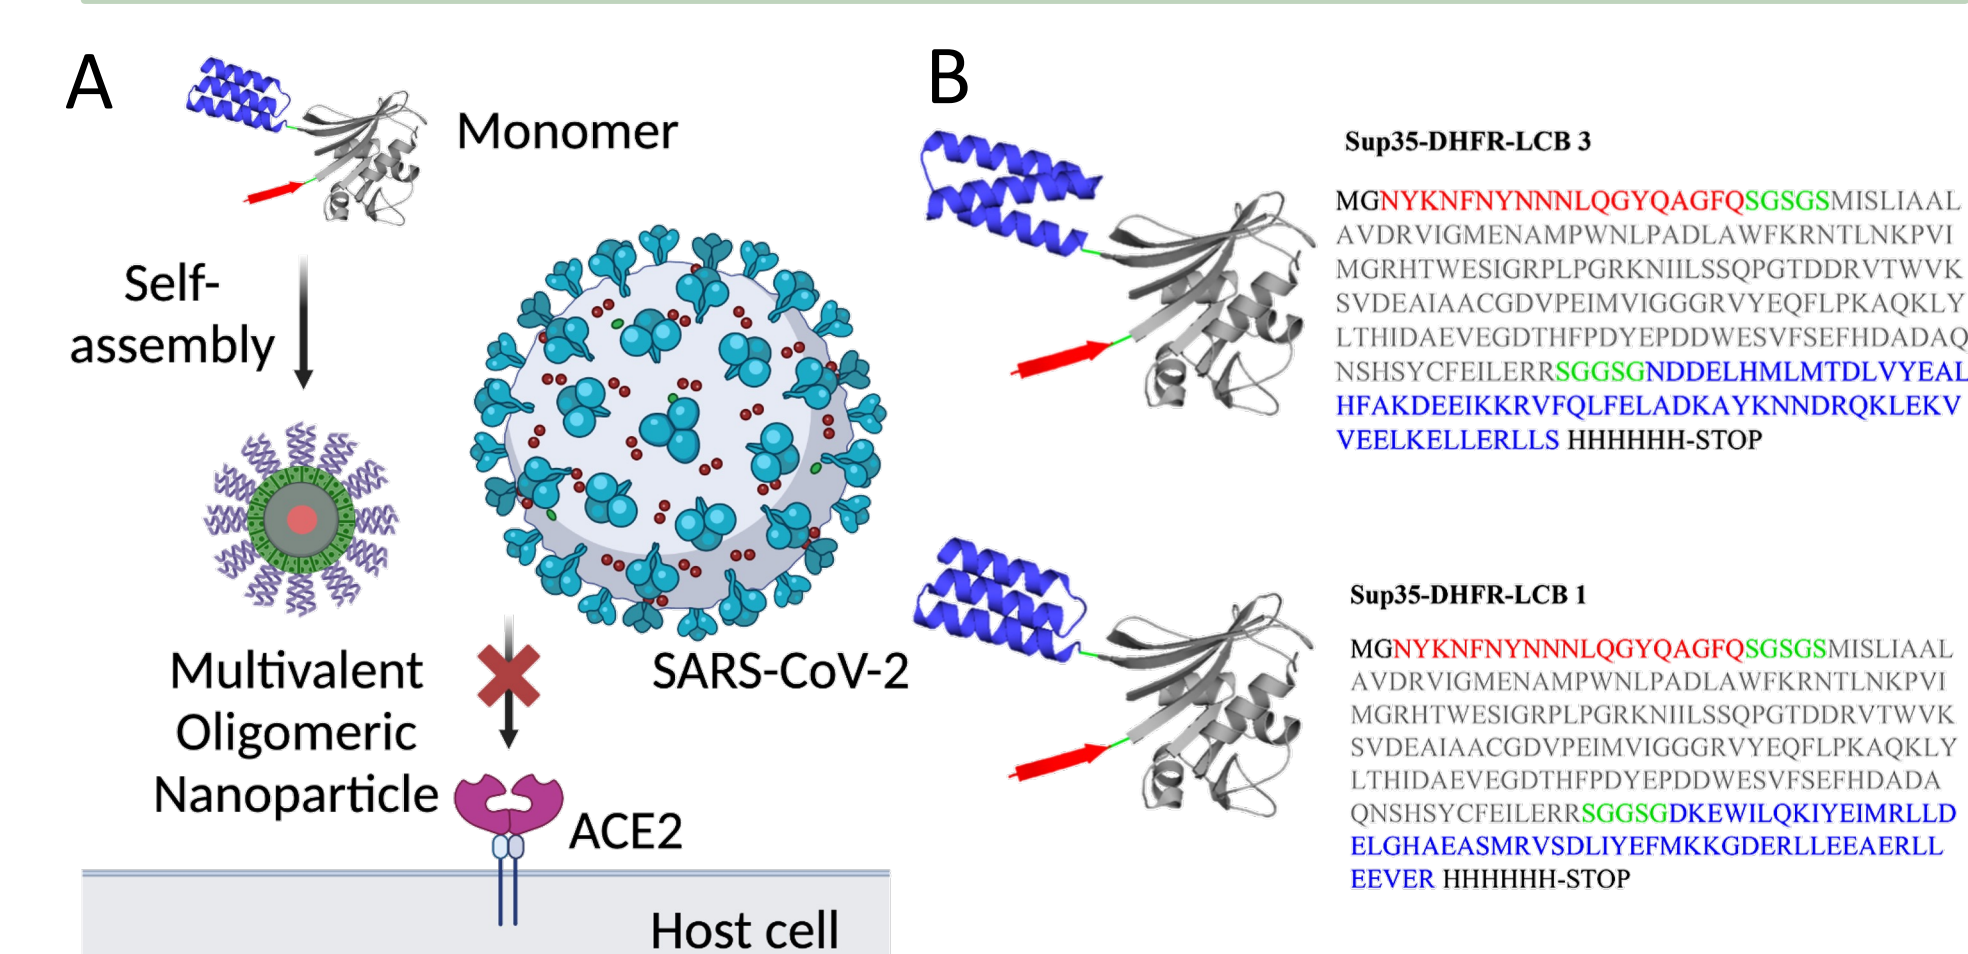 A
Monomer
Self-
assembly
Multivalent
Oligomeric
Nanoparticle
SARS-CoV-2
ACE2
Host cell
B
Sup35-DHFR-LCB 3
MGNYKNFNYNNNLQGYQAGFQSGSGSMISLIAAL
AVDRVIGMENAMPWNLPADLAWFKRNTLNKPVI
MGRHTWESIGRPLPGRKNIILSSQPGTDDRVTWVK
SVDEAIAACGDVPEIMVIGGGRVYEQFLPKAQKLY
LTHIDAEVEGDTHFPDYEPDDWESVFSEFHDADAQ
NSHSYCFEILERRSGGSGNDDELHMLMTDLVYEAL
HFAKDEEIKKRVFQLFELADKAYKNNDRQKLEKV
VEELKELLERLLS HHHHHH-STOP
Sup35-DHFR-LCB 1
MGNYKNFNYNNNLQGYQAGFQSGSGSMISLIAAL
AVDRVIGMENAMPWNLPADLAWFKRNTLNKPVI
MGRHTWESIGRPLPGRKNIILSSQPGTDDRVTWVK
SVDEAIAACGDVPEIMVIGGGRVYEQFLPKAQKLY
LTHIDAEVEGDTHFPDYEPDDWESVFSEFHDADA
QNSHSYCFEILERRSGGSGDKEWILQKIYEIMRLLD
ELGHAEASMRVSDLIYEFMKKGDERLLEEAERLL
EEVER HHHHHH-STOP